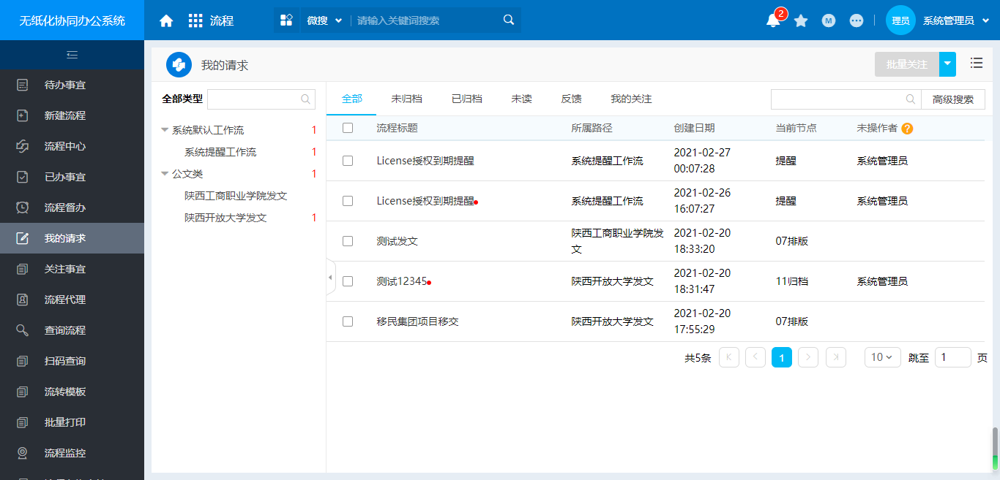 无纸化协同办公系统
流程
微搜
请输入关键词搜索
2
M
理员
系统管理员
待办事宜
新建流程
流程中心
已办事宜
流程督办
我的请求
关注事宜
流程代理
查询流程
扫码查询
流转模板
批量打印
流程监控
我的请求
批量关注
全部类型
系统默认工作流 1
系统提醒工作流 1
公文类 1
陕西工商职业学院发文
陕西开放大学发文 1
全部 未归档 已归档 未读 反馈 我的关注
高级搜索
流程标题 所属路径 创建日期 当前节点 未操作者 ?
License授权到期提醒 系统提醒工作流 2021-02-27 00:07:28 提醒 系统管理员
License授权到期提醒 系统提醒工作流 2021-02-26 16:07:27 提醒 系统管理员
测试发文 陕西工商职业学院发文 2021-02-20 18:33:20 07排版
测试12345 陕西开放大学发文 2021-02-20 18:31:47 11归档 系统管理员
移民集团项目移交 陕西开放大学发文 2021-02-20 17:55:29 07排版
共5条 1 10 跳至 1 页